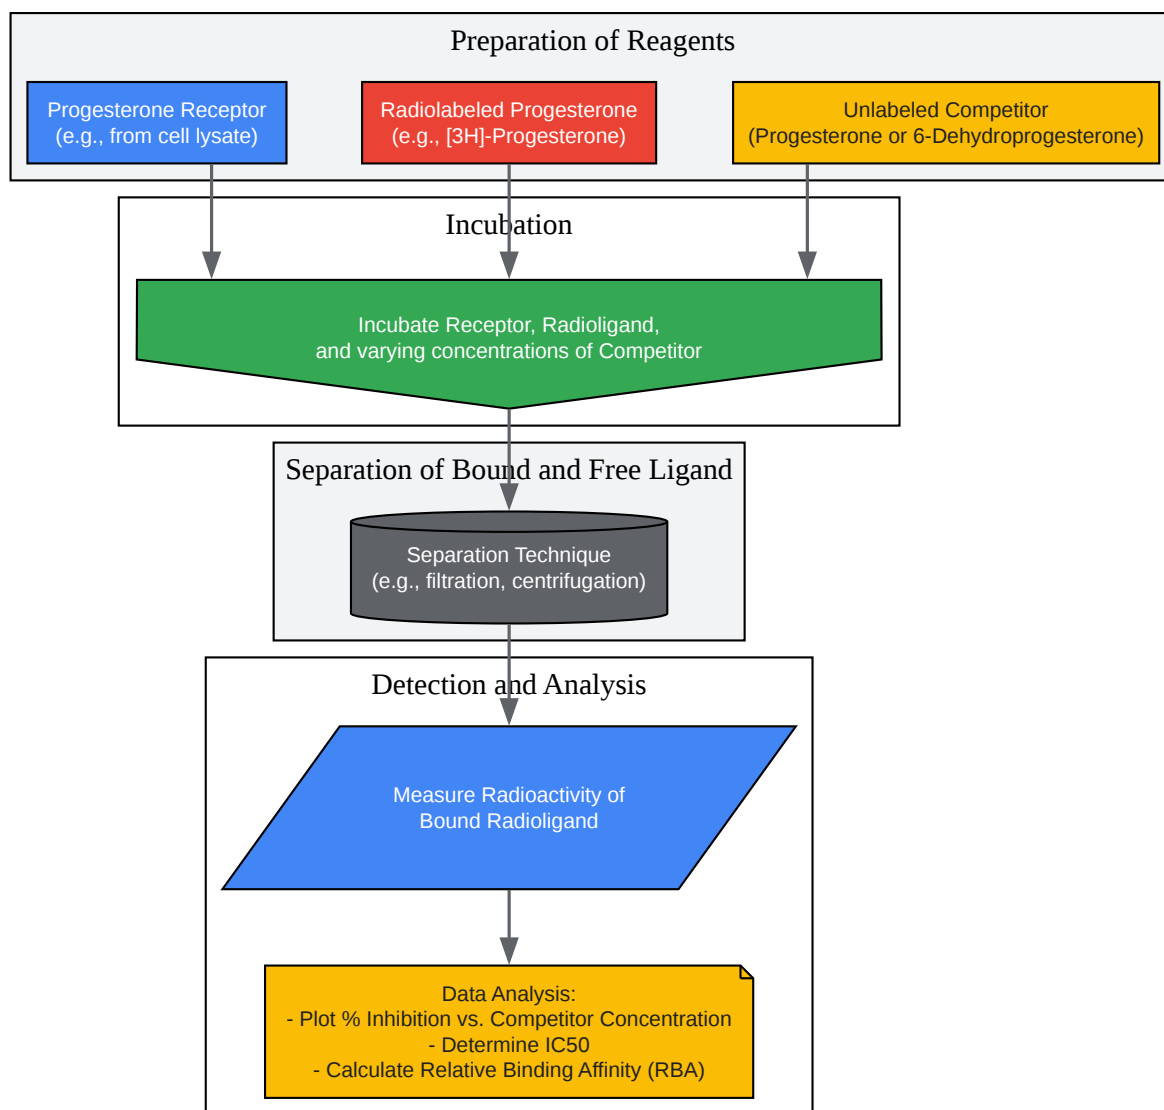 Preparation of Reagents
Progesterone Receptor
(e.g., from cell lysate)
Radiolabeled Progesterone
(e.g., [3H]-Progesterone)
Unlabeled Competitor
(Progesterone or 6-Dehydroprogesterone)
Incubation
Incubate Receptor, Radioligand,
and varying concentrations of Competitor
Separation of Bound and Free Ligand
Separation Technique
(e.g., filtration, centrifugation)
Detection and Analysis
Measure Radioactivity of
Bound Radioligand
Data Analysis:
- Plot % Inhibition vs. Competitor Concentration
- Determine IC50
- Calculate Relative Binding Affinity (RBA)